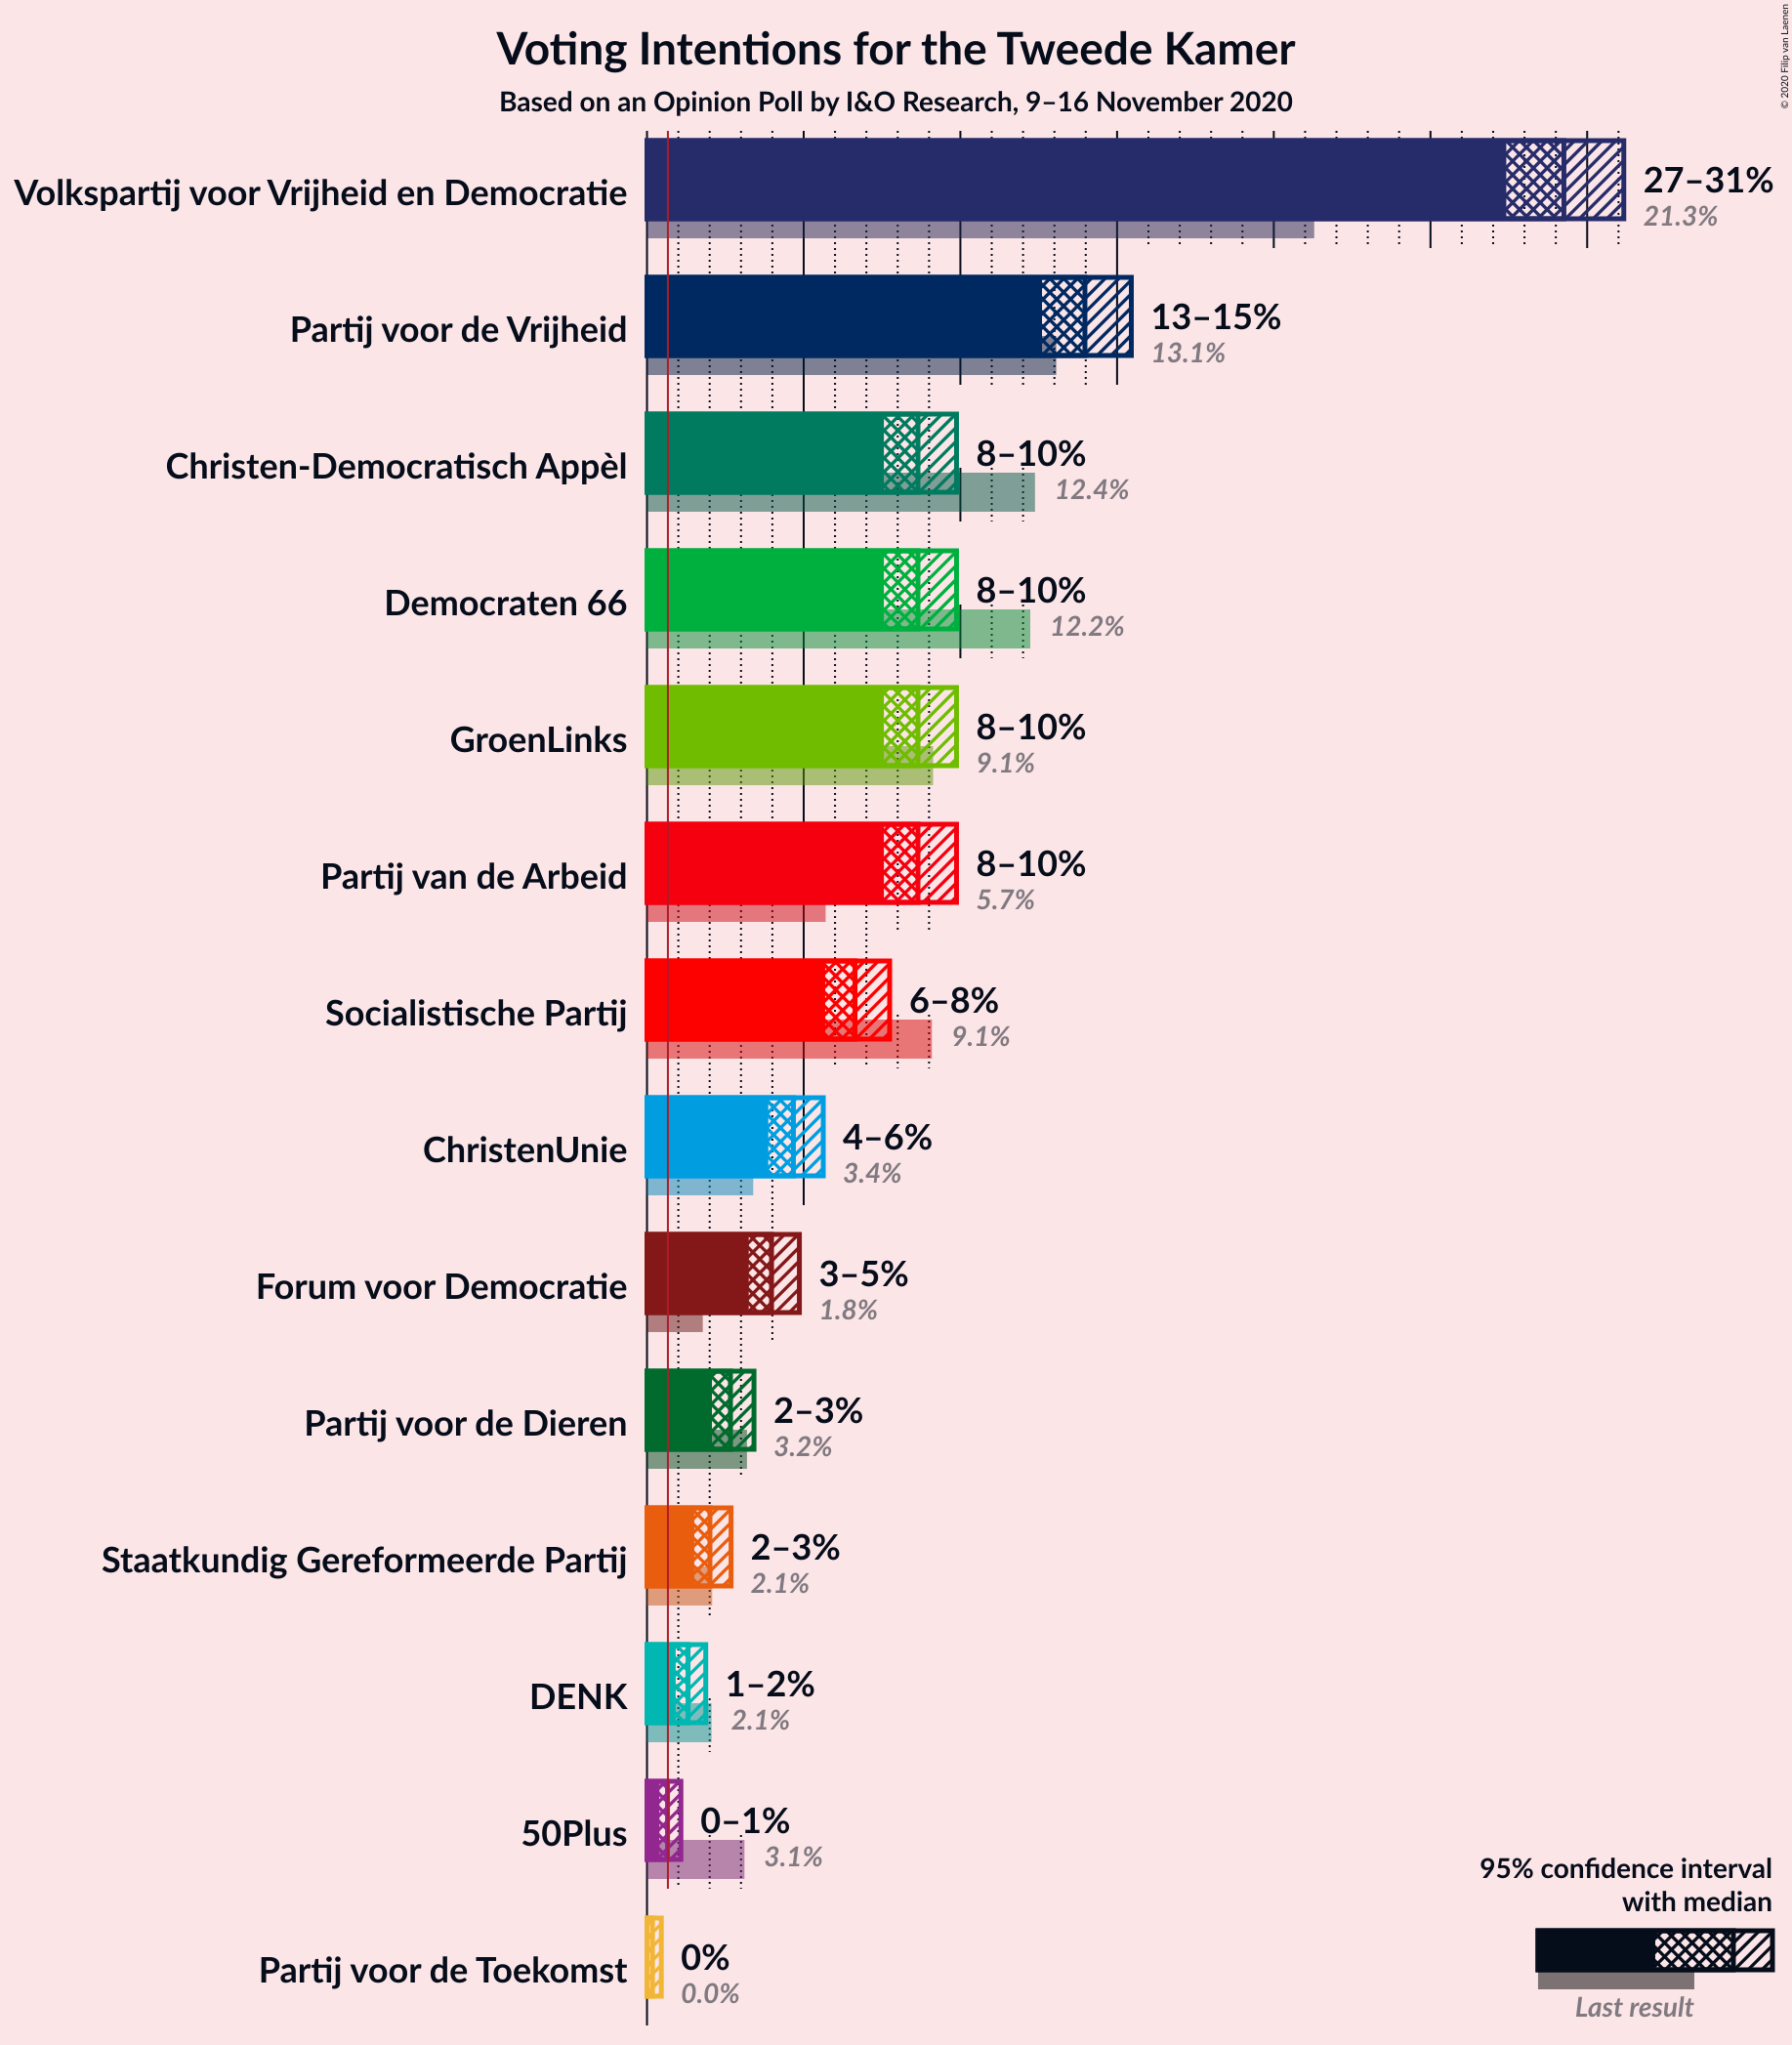 Voting Intentions for the Tweede Kamer
Based on an Opinion Poll by I&O Research, 9–16 November 2020
© 2020 Filip van Laenen
Volkspartij voor Vrijheid en Democratie
27–31%
21.3%
Partij voor de Vrijheid
13–15%
13.1%
Christen-Democratisch Appèl
8–10%
12.4%
Democraten 66
8–10%
12.2%
GroenLinks
8–10%
9.1%
Partij van de Arbeid
8–10%
5.7%
Socialistische Partij
6–8%
9.1%
ChristenUnie
4–6%
3.4%
Forum voor Democratie
3–5%
1.8%
Partij voor de Dieren
2–3%
3.2%
Staatkundig Gereformeerde Partij
2–3%
2.1%
DENK
1–2%
2.1%
50Plus
0–1%
3.1%
Partij voor de Toekomst
0%
0.0%
95% confidence interval
with median
Last result